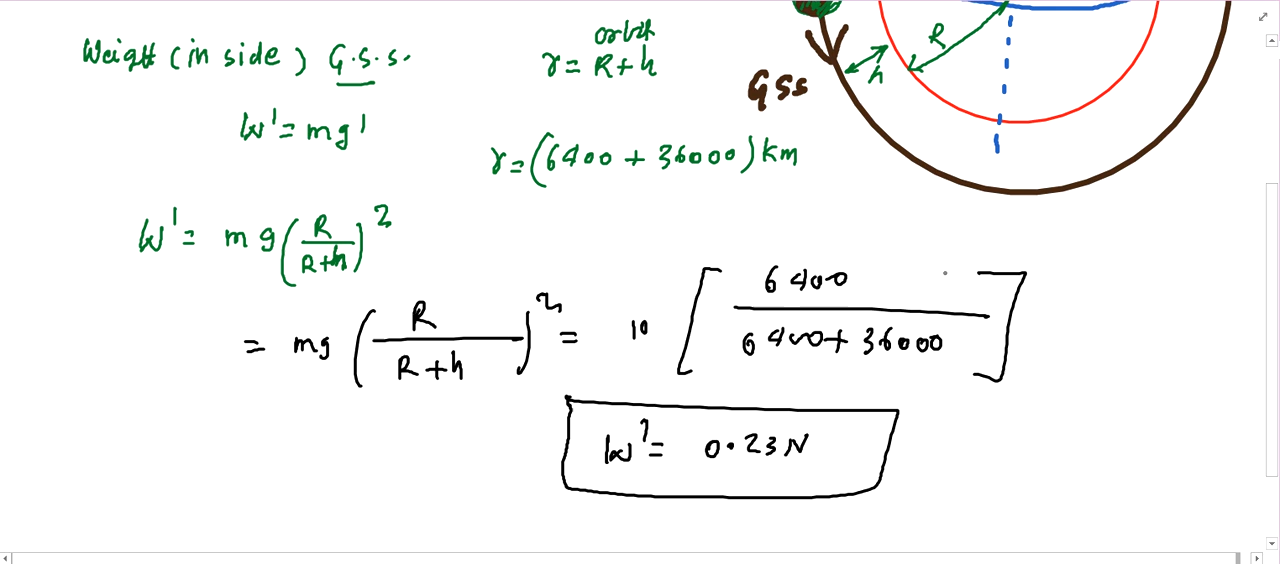 Weight (in side) G.S.S.
orbit
r = R+h
R
h
GSS
W' = mg'
r = (6400 + 36000) km
W' = mg (R/R+h)^2
= mg (R/R+h)^2 = 10 [6400/6400+36000]
W' = 0.23 N